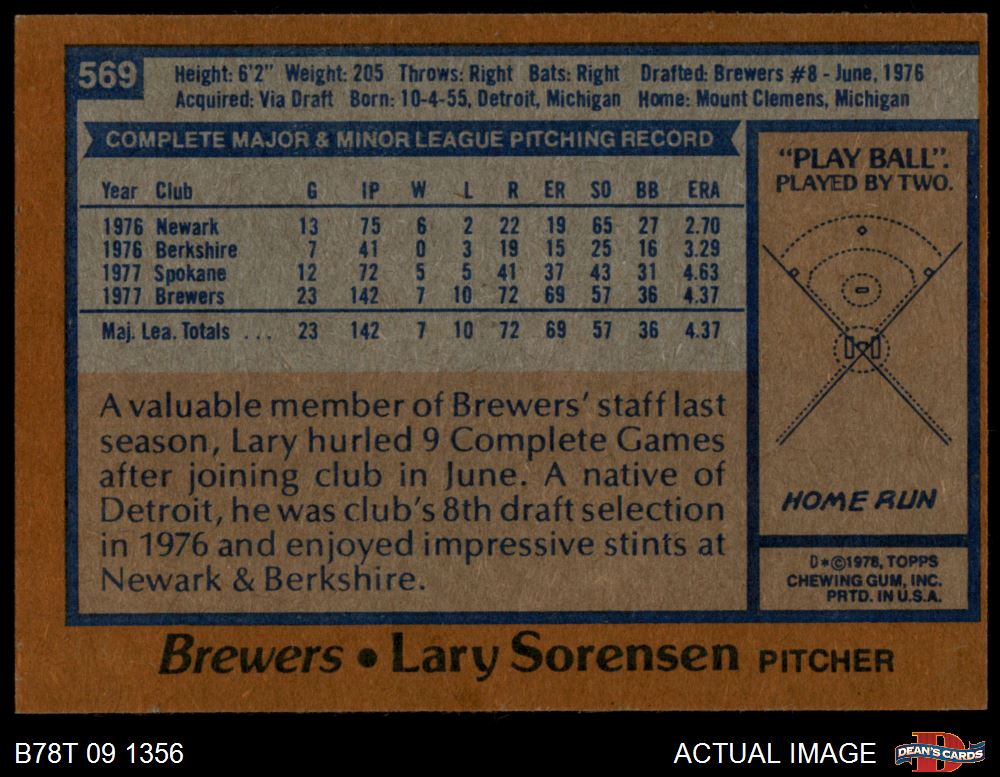 569
Height: 6'2" Weight: 205 Throws: Right Bats: Right Drafted: Brewers #8 - June, 1976
Acquired: Via Draft Born: 10-4-55, Detroit, Michigan Home: Mount Clemens, Michigan
COMPLETE MAJOR & MINOR LEAGUE PITCHING RECORD
Year Club G IP W L R ER SO BB ERA
1976 Newark 13 75 6 2 22 19 65 27 2.70
1976 Berkshire 7 41 0 3 19 15 25 16 3.29
1977 Spokane 12 72 5 5 41 37 43 31 4.63
1977 Brewers 23 142 7 10 72 69 57 36 4.37
Maj. Lea. Totals ... 23 142 7 10 72 69 57 36 4.37
A valuable member of Brewers' staff last
season, Lary hurled 9 Complete Games
after joining club in June. A native of
Detroit, he was club's 8th draft selection
in 1976 and enjoyed impressive stints at
Newark & Berkshire.
"PLAY BALL".
PLAYED BY TWO.
HOME RUN
D*©1978, TOPPS
CHEWING GUM, INC.
PRTD. IN U.S.A.
Brewers • Lary Sorensen PITCHER
B78T 09 1356
ACTUAL IMAGE
D
DEAN'S CARDS